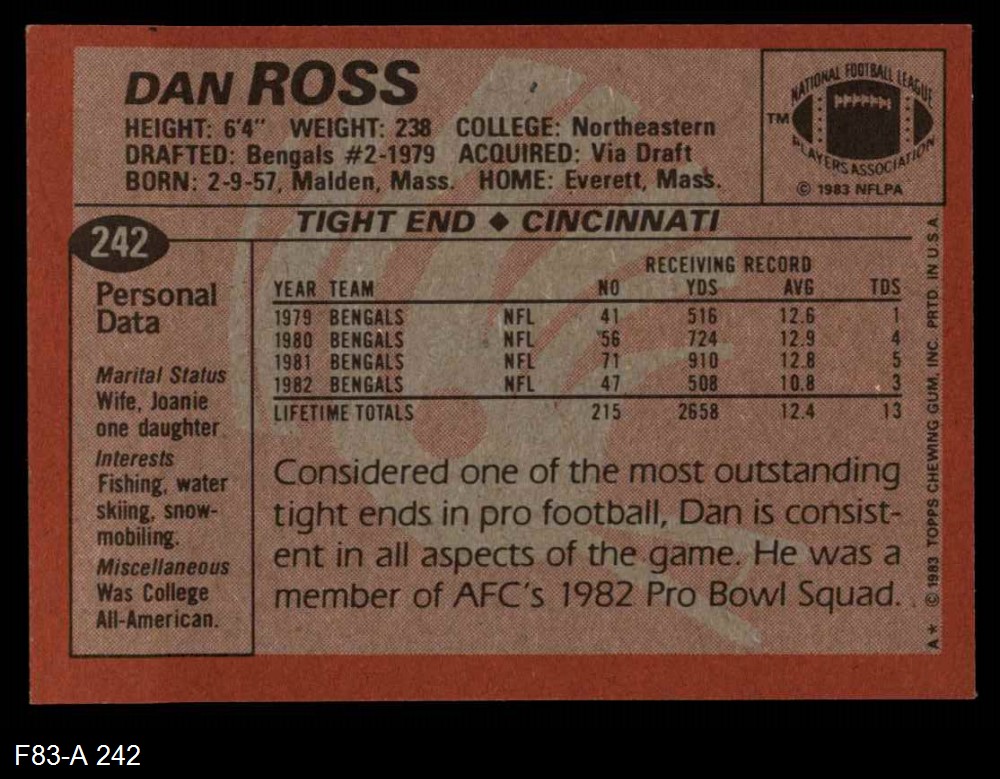 DAN ROSS
HEIGHT: 6'4" WEIGHT: 238 COLLEGE: Northeastern
DRAFTED: Bengals #2-1979 ACQUIRED: Via Draft
BORN: 2-9-57, Malden, Mass. HOME: Everett, Mass.
NATIONAL FOOTBALL LEAGUE
TM
PLAYERS ASSOCIATION
© 1983 NFLPA
TIGHT END ◆ CINCINNATI
242
Personal
Data
Marital Status
Wife, Joanie
one daughter
Interests
Fishing, water
skiing, snow-
mobiling.
Miscellaneous
Was College
All-American.
RECEIVING RECORD
YEAR TEAM NO YDS AVG TDS
1979 BENGALS NFL 41 516 12.6 1
1980 BENGALS NFL 56 724 12.9 4
1981 BENGALS NFL 71 910 12.8 5
1982 BENGALS NFL 47 508 10.8 3
LIFETIME TOTALS 215 2658 12.4 13
Considered one of the most outstanding
tight ends in pro football, Dan is consist-
ent in all aspects of the game. He was a
member of AFC's 1982 Pro Bowl Squad.
A* © 1983 TOPPS CHEWING GUM, INC. PRTD. IN U.S.A.
F83-A 242